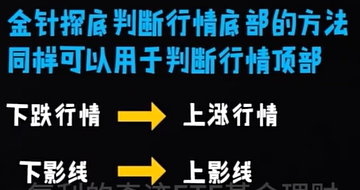 金针探底判断行情底部的方法
同样可以用于判断行情顶部
下跌行情 上涨行情
下影线 上影线